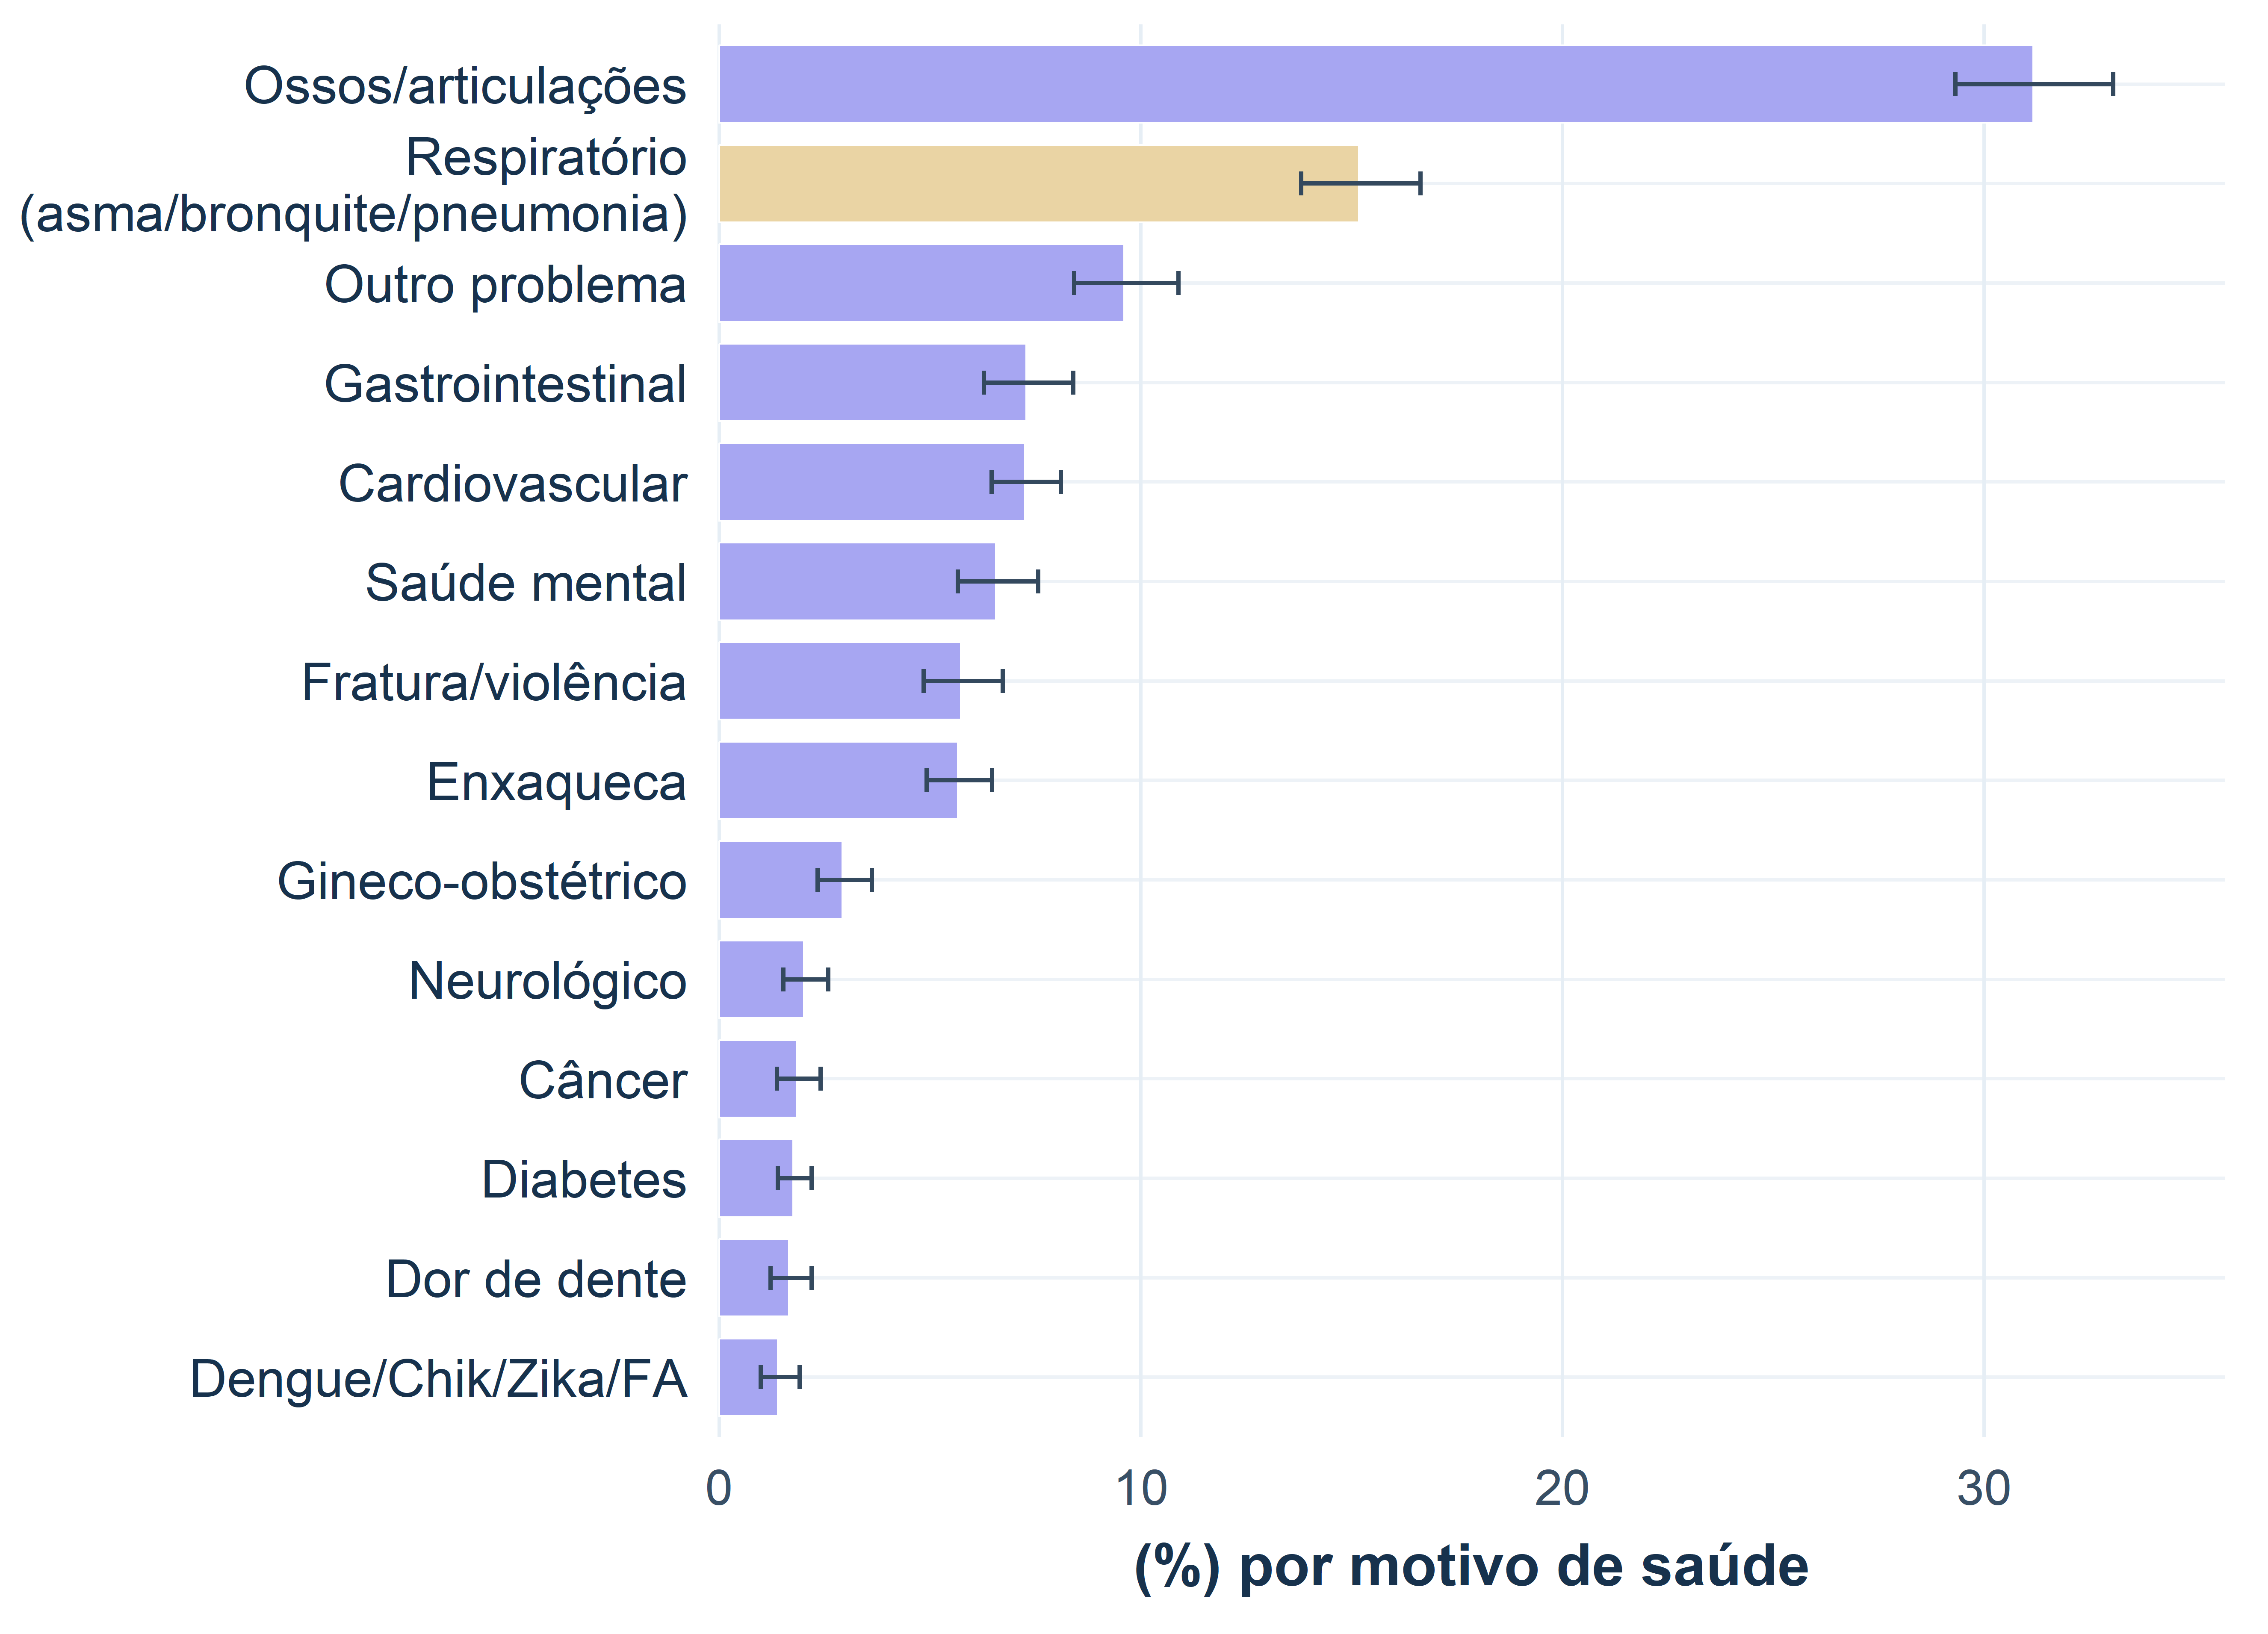 Ossos/articulações
Respiratório
(asma/bronquite/pneumonia)
Outro problema
Gastrointestinal
Cardiovascular
Saúde mental
Fratura/violência
Enxaqueca
Gineco-obstétrico
Neurológico
Câncer
Diabetes
Dor de dente
Dengue/Chik/Zika/FA
0 10 20 30
(%) por motivo de saúde